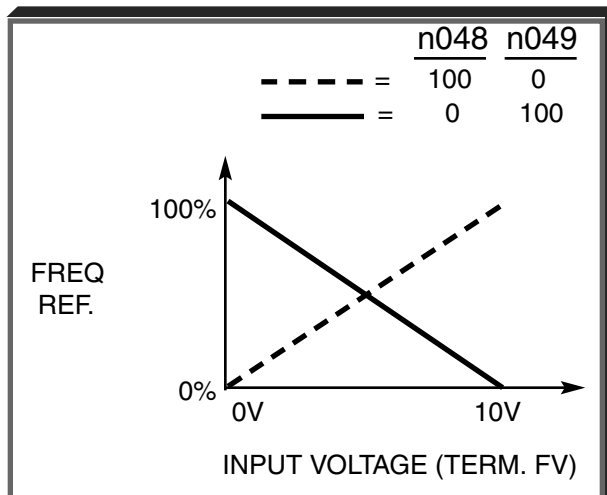 n048 n049
= 100 0
= 0 100
100%
FREQ
REF.
0%
0V 10V
INPUT VOLTAGE (TERM. FV)